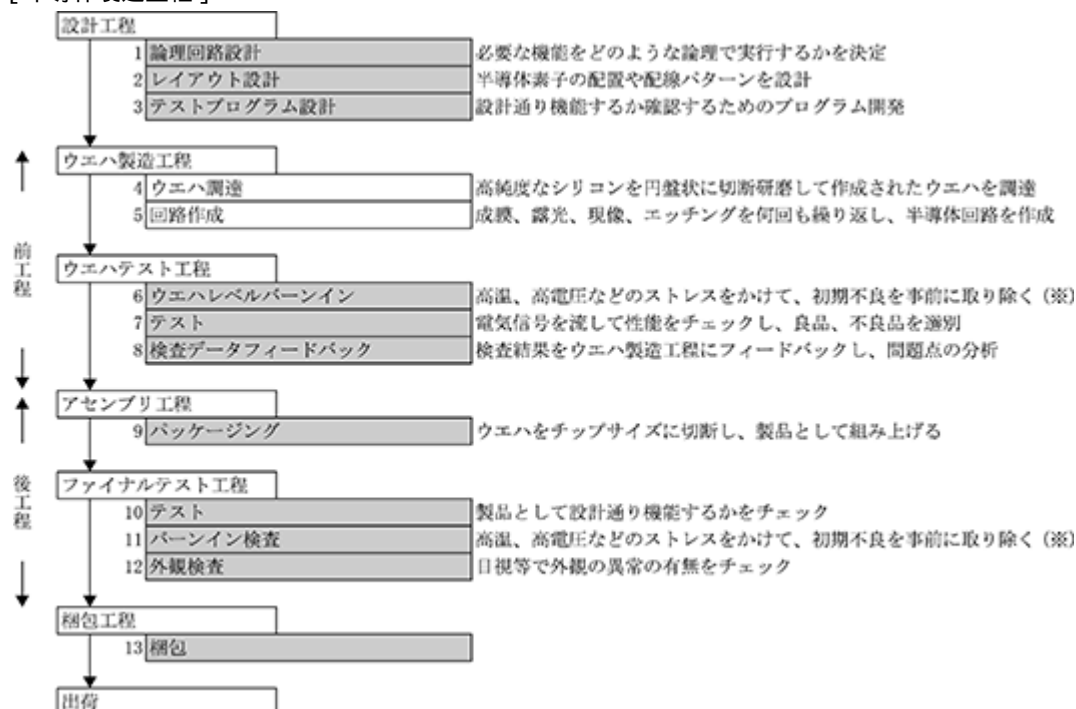 設計工程
1 論理回路設計 必要な機能をどのような論理で実行するかを決定
2 レイアウト設計 半導体素子の配置や配線パターンを設計
3 テストプログラム設計 設計通り機能するか確認するためのプログラム開発
ウエハ製造工程
4 ウエハ調達 高純度なシリコンを円盤状に切断研磨して作成されたウエハを調達
5 回路作成 成膜、露光、現像、エッチングを何回も繰り返し、半導体回路を作成
前工程
ウエハテスト工程
6 ウエハレベルバーンイン 高温、高電圧などのストレスをかけて、初期不良を事前に取り除く(※)
7 テスト 電気信号を流して性能をチェックし、良品、不良品を選別
8 検査データフィードバック 検査結果をウエハ製造工程にフィードバックし、問題点の分析
アセンブリ工程
9 パッケージング ウエハをチップサイズに切断し、製品として組み上げる
後工程
ファイナルテスト工程
10 テスト 製品として設計通り機能するかをチェック
11 バーンイン検査 高温、高電圧などのストレスをかけて、初期不良を事前に取り除く(※)
12 外観検査 目視等で外観の異常の有無をチェック
梱包工程
13 梱包
出荷